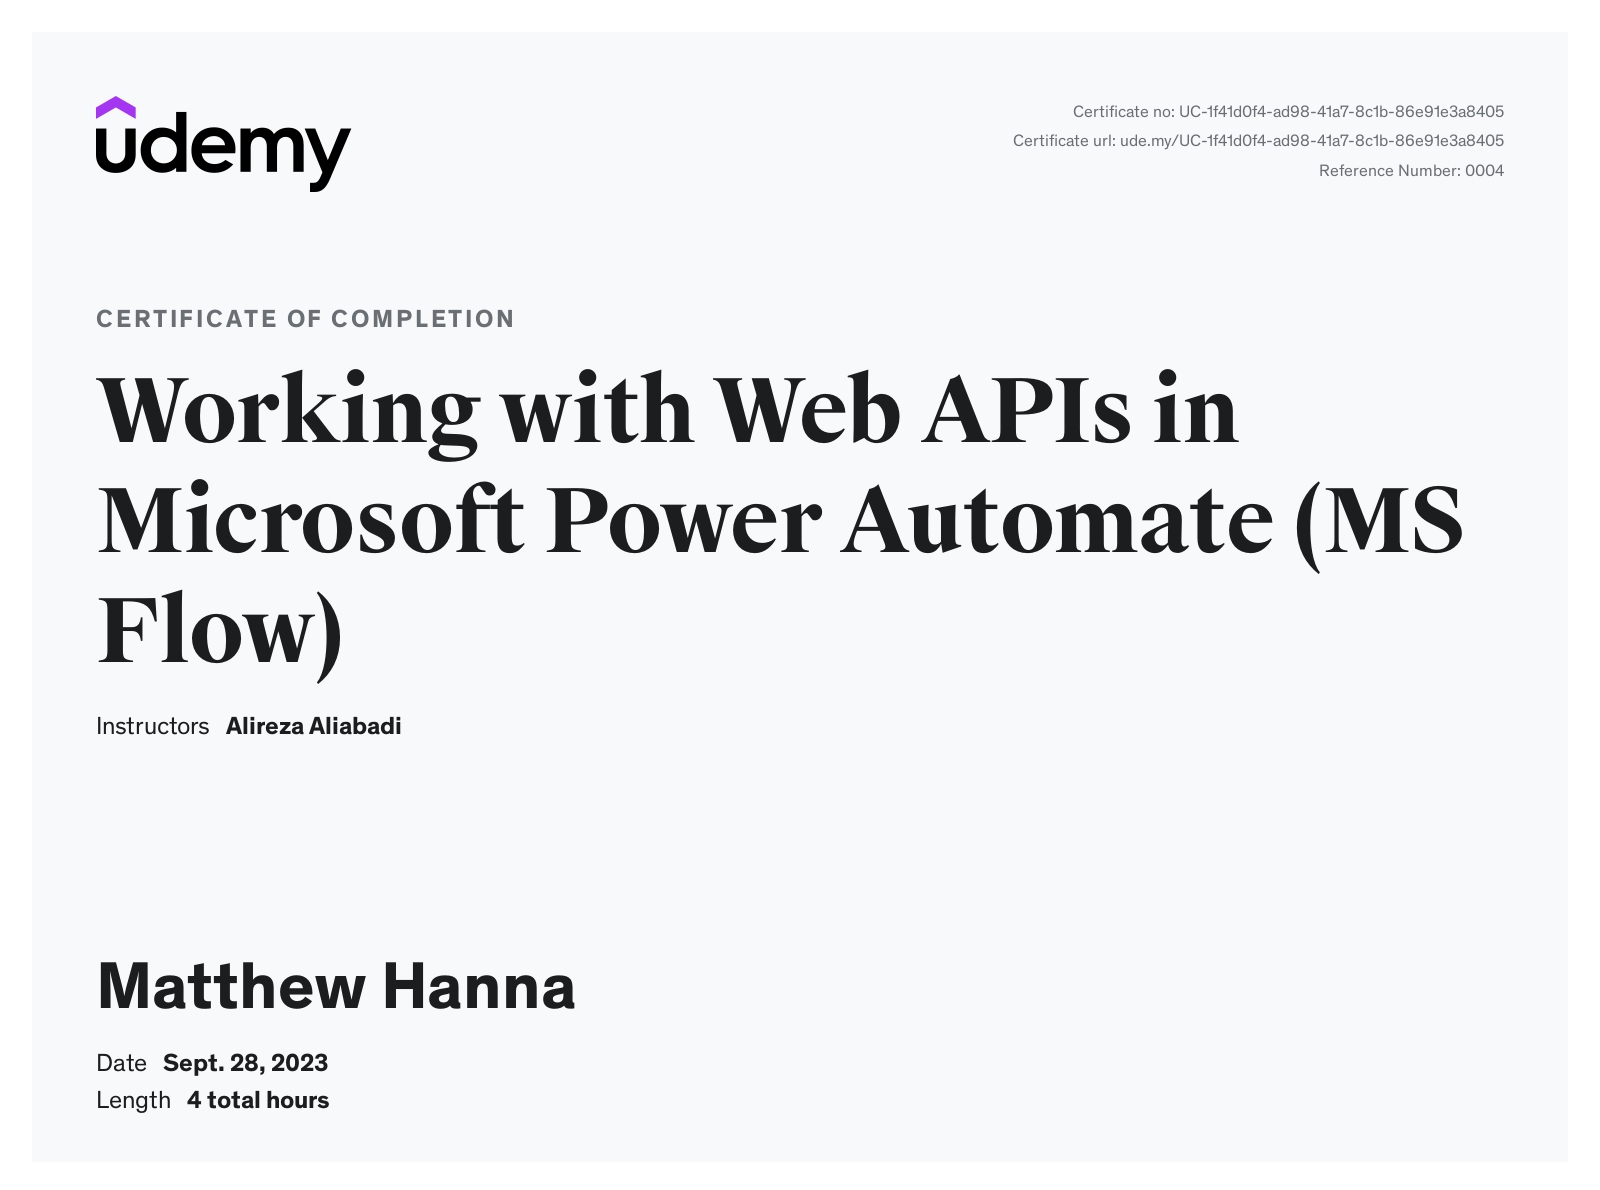 udemy
Certificate no: UC-1f41d0f4-ad98-41a7-8c1b-86e91e3a8405
Certificate url: ude.my/UC-1f41d0f4-ad98-41a7-8c1b-86e91e3a8405
Reference Number: 0004
CERTIFICATE OF COMPLETION
Working with Web APIs in
Microsoft Power Automate (MS
Flow)
Instructors Alireza Aliabadi
Matthew Hanna
Date Sept. 28, 2023
Length 4 total hours